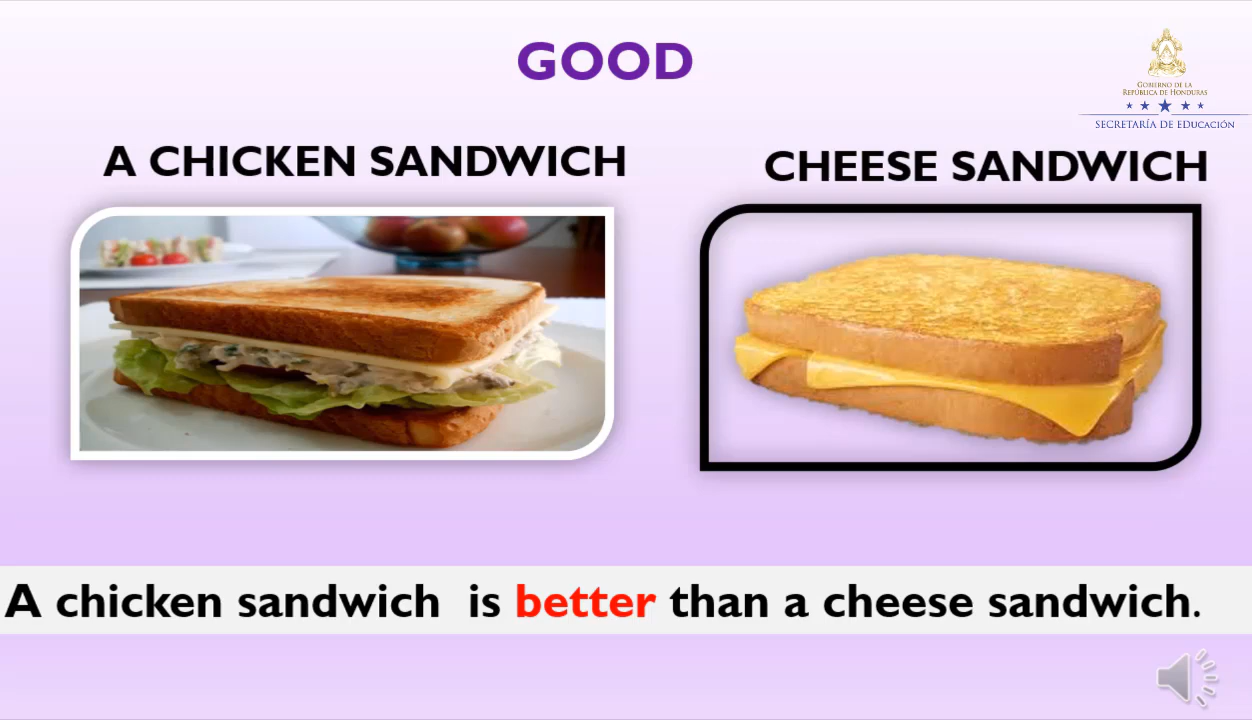 GOOD
GOBIERNO DE LA
REPÚBLICA DE HONDURAS
SECRETARÍA DE EDUCACIÓN
A CHICKEN SANDWICH
CHEESE SANDWICH
A chicken sandwich is better than a cheese sandwich.